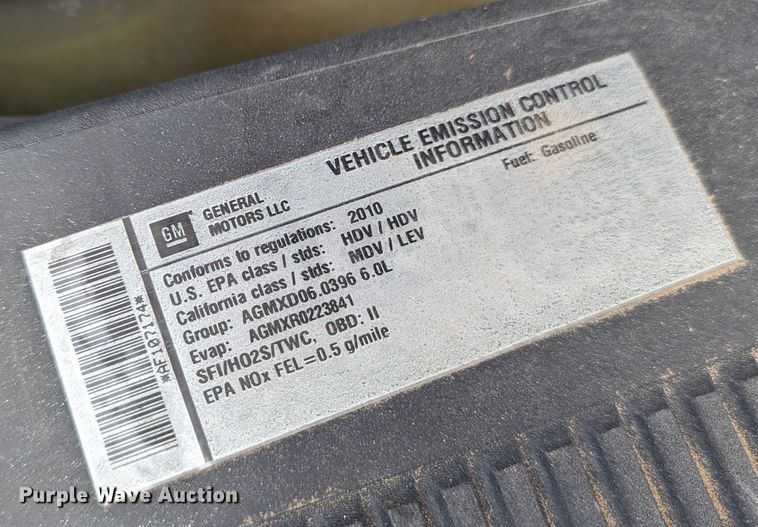 VEHICLE EMISSION CONTROL
INFORMATION
Fuel: Gasoline
GM
GENERAL
MOTORS LLC
Conforms to regulations: 2010
U.S. EPA class / stds: HDV / HDV
California class / stds: MDV / LEV
Group: AGMXD06.0396 6.0L
Evap: AGMXR0223841
SFI/HO2S/TWC, OBD: II
EPA NOx FEL=0.5 g/mile
*AF107174*
Purple Wave Auction